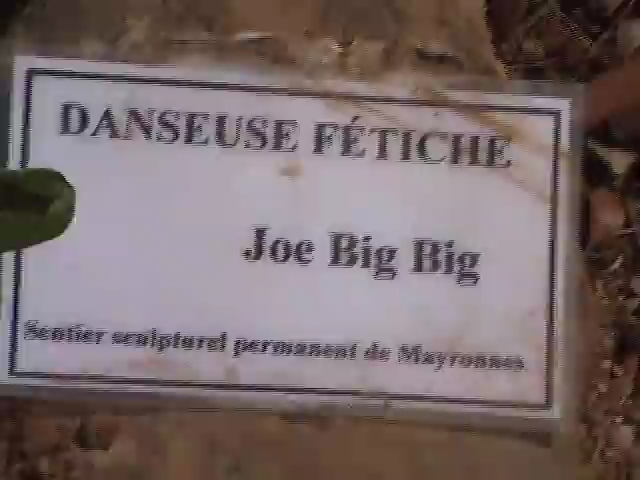 DANSEUSE FÉTICHE
Joe Big Big
Sentier sculpturel permanent de Mayronnes